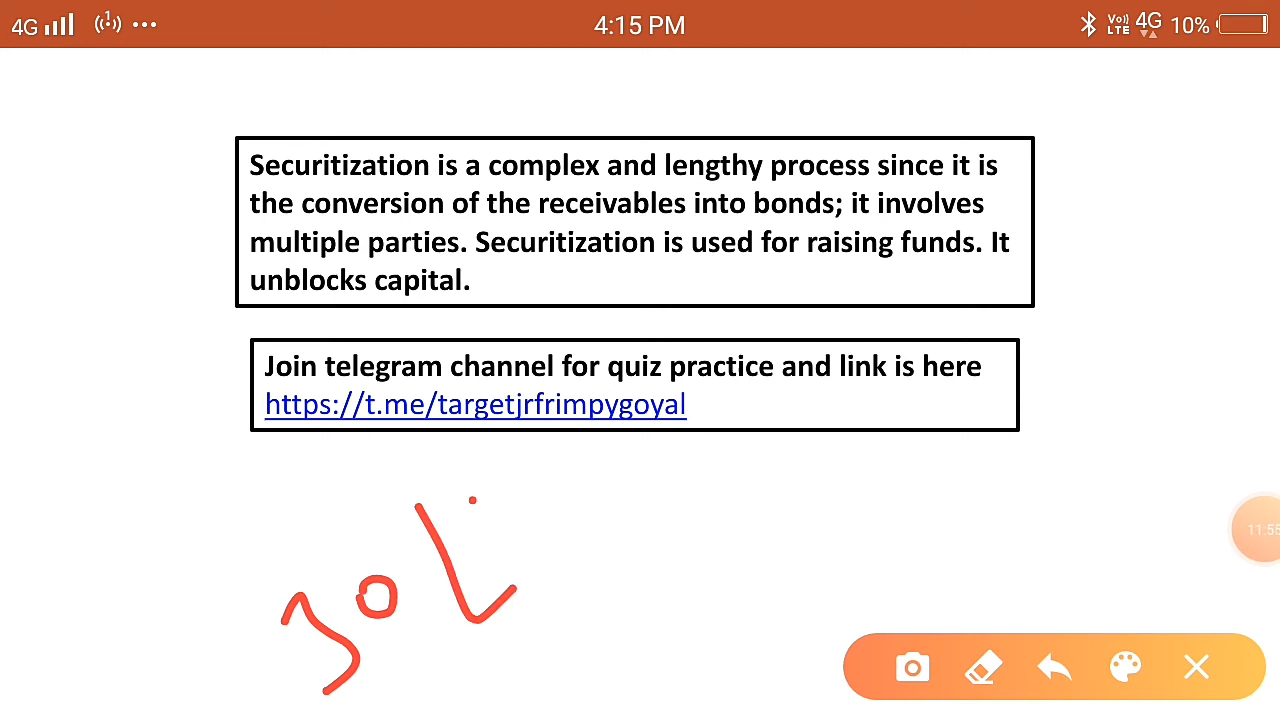 4G 4:15 PM Vo)) LTE 4G 10%
Securitization is a complex and lengthy process since it is
the conversion of the receivables into bonds; it involves
multiple parties. Securitization is used for raising funds. It
unblocks capital.
Join telegram channel for quiz practice and link is here
https://t.me/targetjrfrimpygoyal
11:55